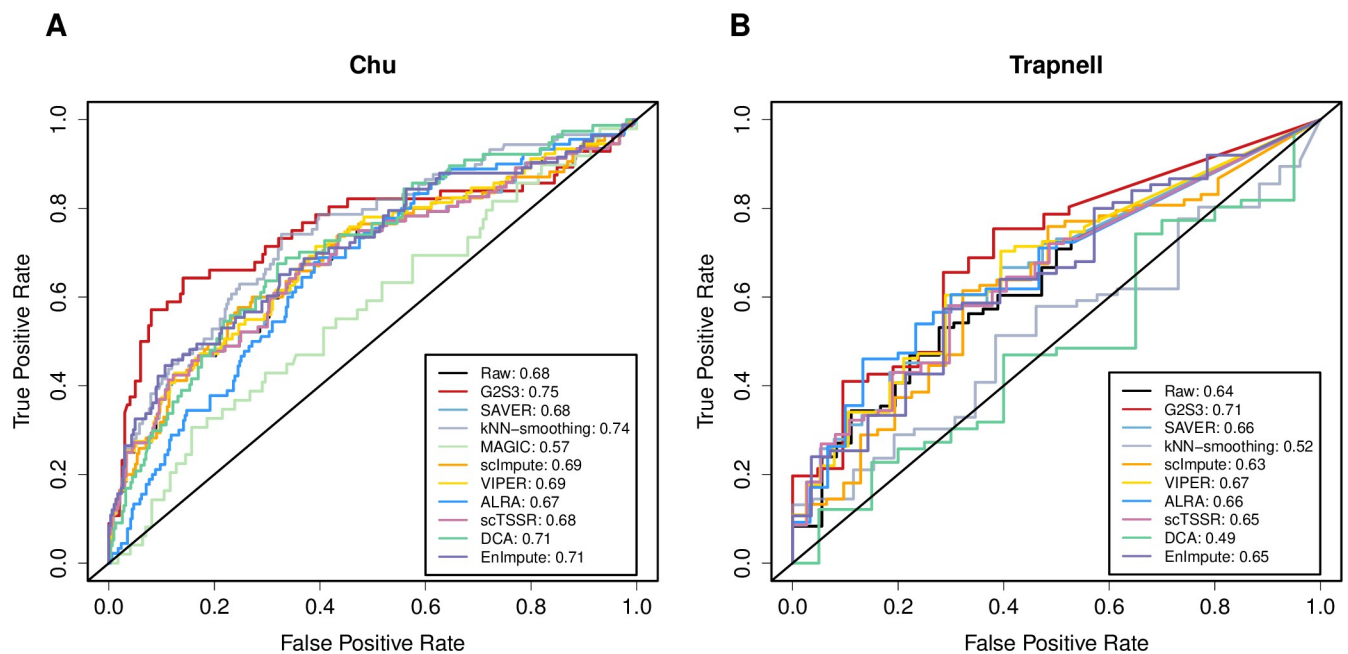 A
Chu
True Positive Rate
0.0 0.2 0.4 0.6 0.8 1.0
Raw: 0.68
G2S3: 0.75
SAVER: 0.68
kNN−smoothing: 0.74
MAGIC: 0.57
scImpute: 0.69
VIPER: 0.69
ALRA: 0.67
scTSSR: 0.68
DCA: 0.71
EnImpute: 0.71
0.0 0.2 0.4 0.6 0.8 1.0
False Positive Rate
B
Trapnell
True Positive Rate
0.0 0.2 0.4 0.6 0.8 1.0
Raw: 0.64
G2S3: 0.71
SAVER: 0.66
kNN−smoothing: 0.52
scImpute: 0.63
VIPER: 0.67
ALRA: 0.66
scTSSR: 0.65
DCA: 0.49
EnImpute: 0.65
0.0 0.2 0.4 0.6 0.8 1.0
False Positive Rate